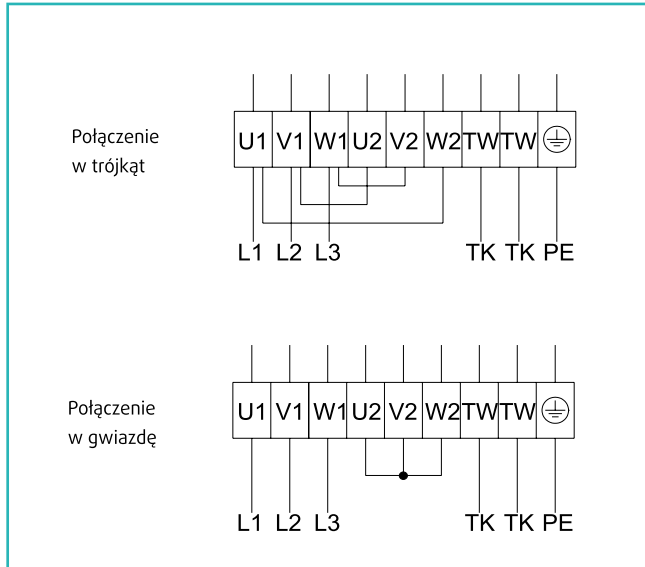 Połączenie
w trójkąt
U1 V1 W1 U2 V2 W2 TW TW
L1 L2 L3 TK TK PE
Połączenie
w gwiazdę
U1 V1 W1 U2 V2 W2 TW TW
L1 L2 L3 TK TK PE